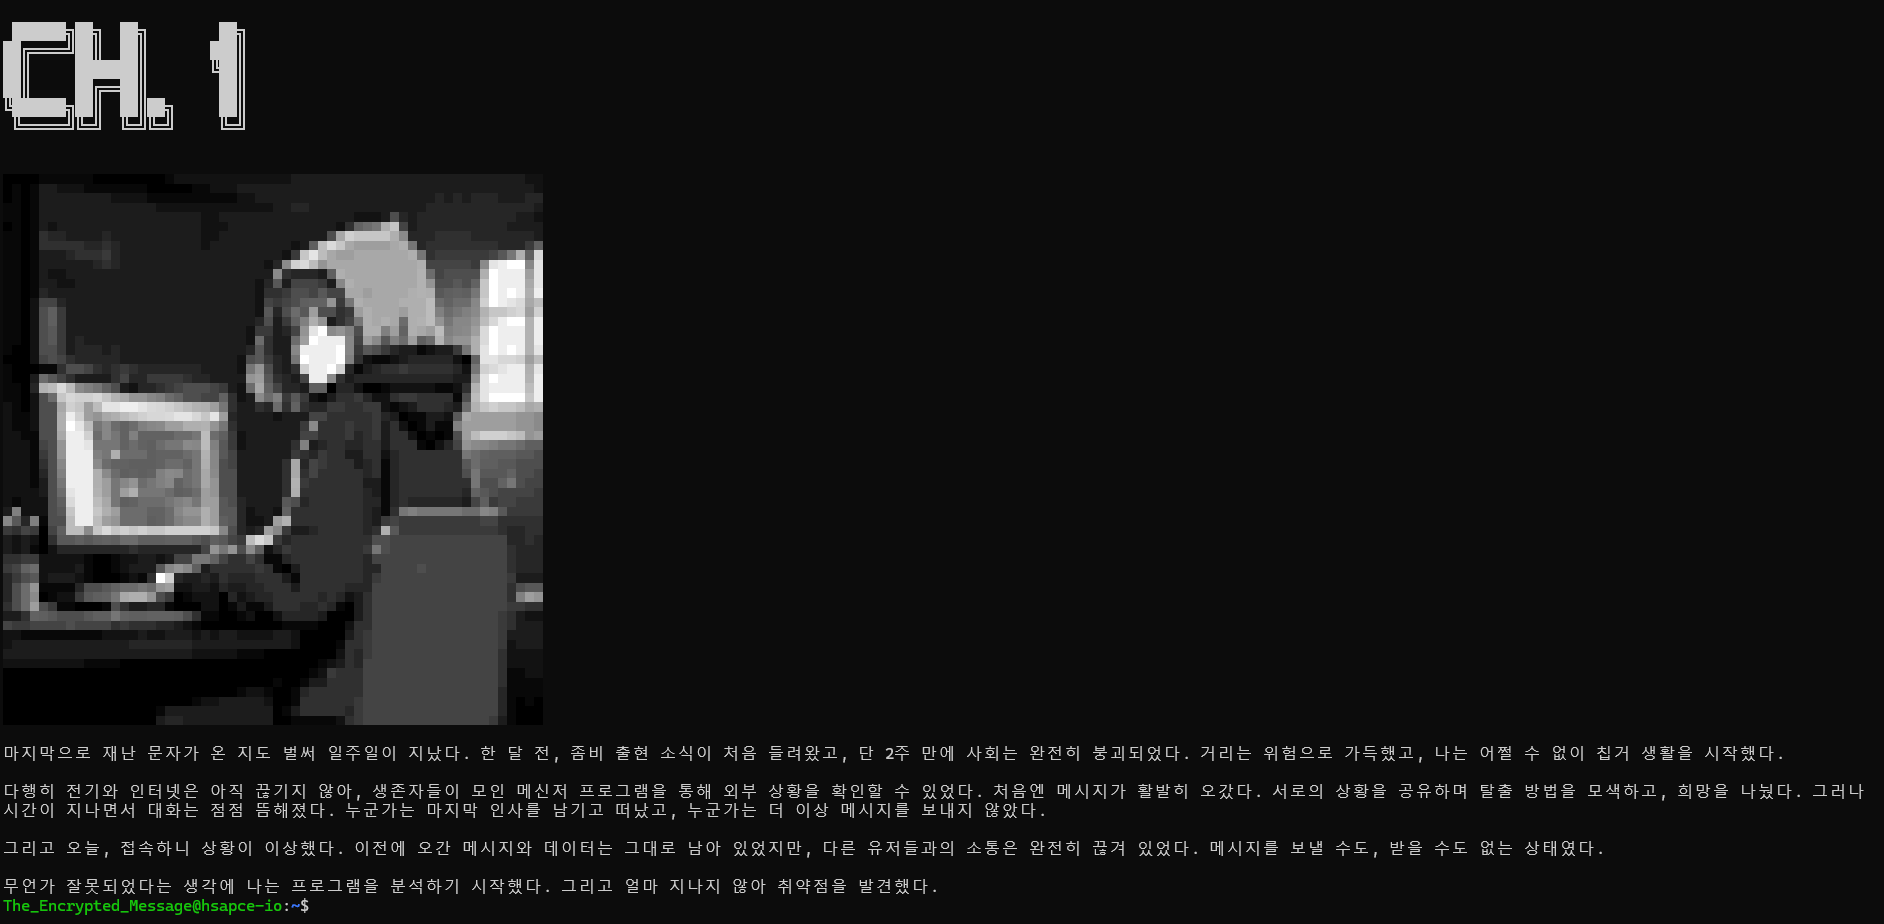 CH. 1
마지막으로 재난 문자가 온 지도 벌써 일주일이 지났다. 한 달 전, 좀비 출현 소식이 처음 들려왔고, 단 2주 만에 사회는 완전히 붕괴되었다. 거리는 위험으로 가득했고, 나는 어쩔 수 없이 칩거 생활을 시작했다.
다행히 전기와 인터넷은 아직 끊기지 않아, 생존자들이 모인 메신저 프로그램을 통해 외부 상황을 확인할 수 있었다. 처음엔 메시지가 활발히 오갔다. 서로의 상황을 공유하며 탈출 방법을 모색하고, 희망을 나눴다. 그러나
시간이 지나면서 대화는 점점 뜸해졌다. 누군가는 마지막 인사를 남기고 떠났고, 누군가는 더 이상 메시지를 보내지 않았다.
그리고 오늘, 접속하니 상황이 이상했다. 이전에 오간 메시지와 데이터는 그대로 남아 있었지만, 다른 유저들과의 소통은 완전히 끊겨 있었다. 메시지를 보낼 수도, 받을 수도 없는 상태였다.
무언가 잘못되었다는 생각에 나는 프로그램을 분석하기 시작했다. 그리고 얼마 지나지 않아 취약점을 발견했다.
The_Encrypted_Message@hsapce-io:~$